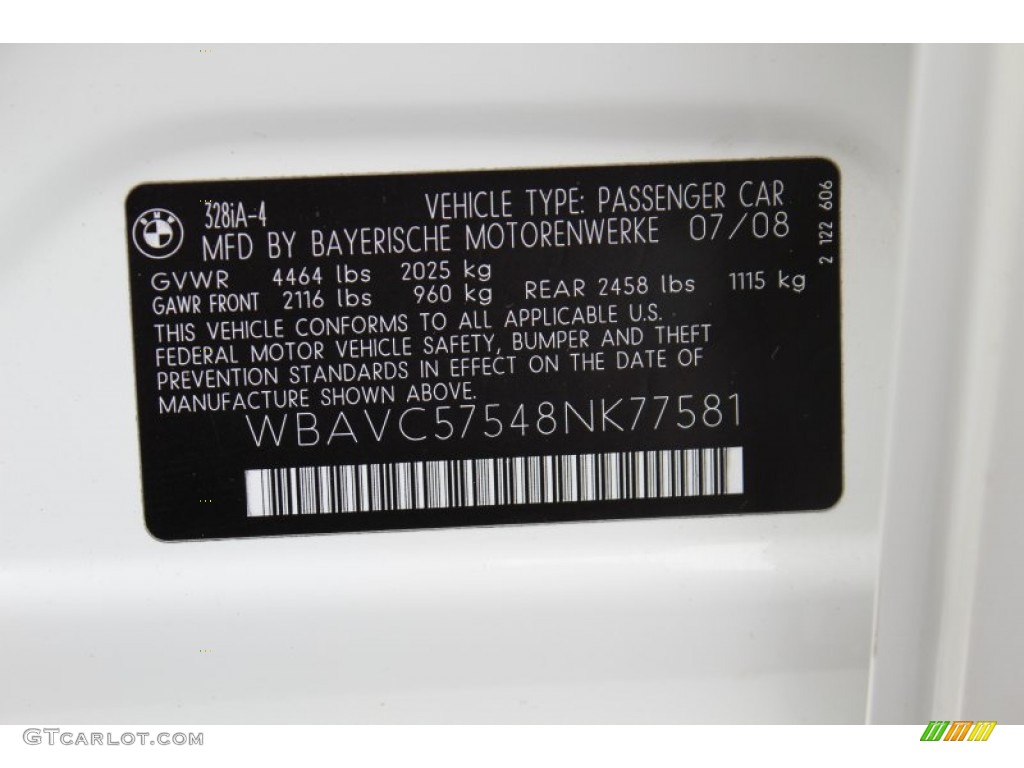 BMW
328iA-4 VEHICLE TYPE: PASSENGER CAR
MFD BY BAYERISCHE MOTORENWERKE 07/08
GVWR 4464 lbs 2025 kg
GAWR FRONT 2116 lbs 960 kg REAR 2458 lbs 1115 kg
THIS VEHICLE CONFORMS TO ALL APPLICABLE U.S.
FEDERAL MOTOR VEHICLE SAFETY, BUMPER AND THEFT
PREVENTION STANDARDS IN EFFECT ON THE DATE OF
MANUFACTURE SHOWN ABOVE.
WBAVC57548NK77581
2 122 606
GTCARLOT.COM